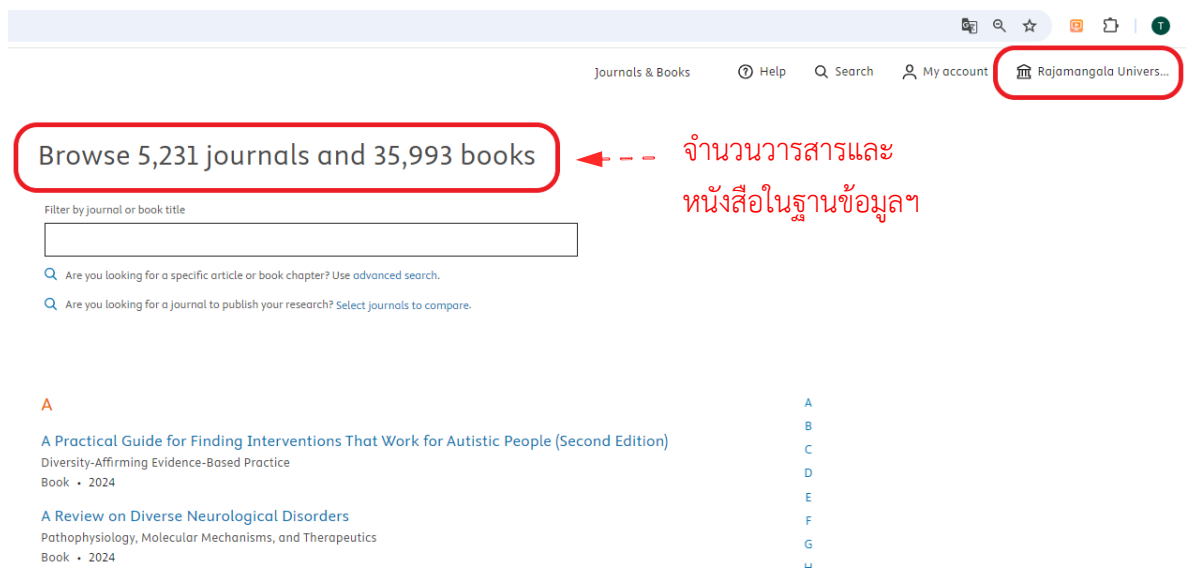 T
Journals & Books Help Search My account Rajamangala Univers...
Browse 5,231 journals and 35,993 books
จำนวนวารสารและ
หนังสือในฐานข้อมูลฯ
Filter by journal or book title
Are you looking for a specific article or book chapter? Use advanced search.
Are you looking for a journal to publish your research? Select journals to compare.
A
A Practical Guide for Finding Interventions That Work for Autistic People (Second Edition)
Diversity-Affirming Evidence-Based Practice
Book • 2024
A Review on Diverse Neurological Disorders
Pathophysiology, Molecular Mechanisms, and Therapeutics
Book • 2024
A
B
C
D
E
F
G
H